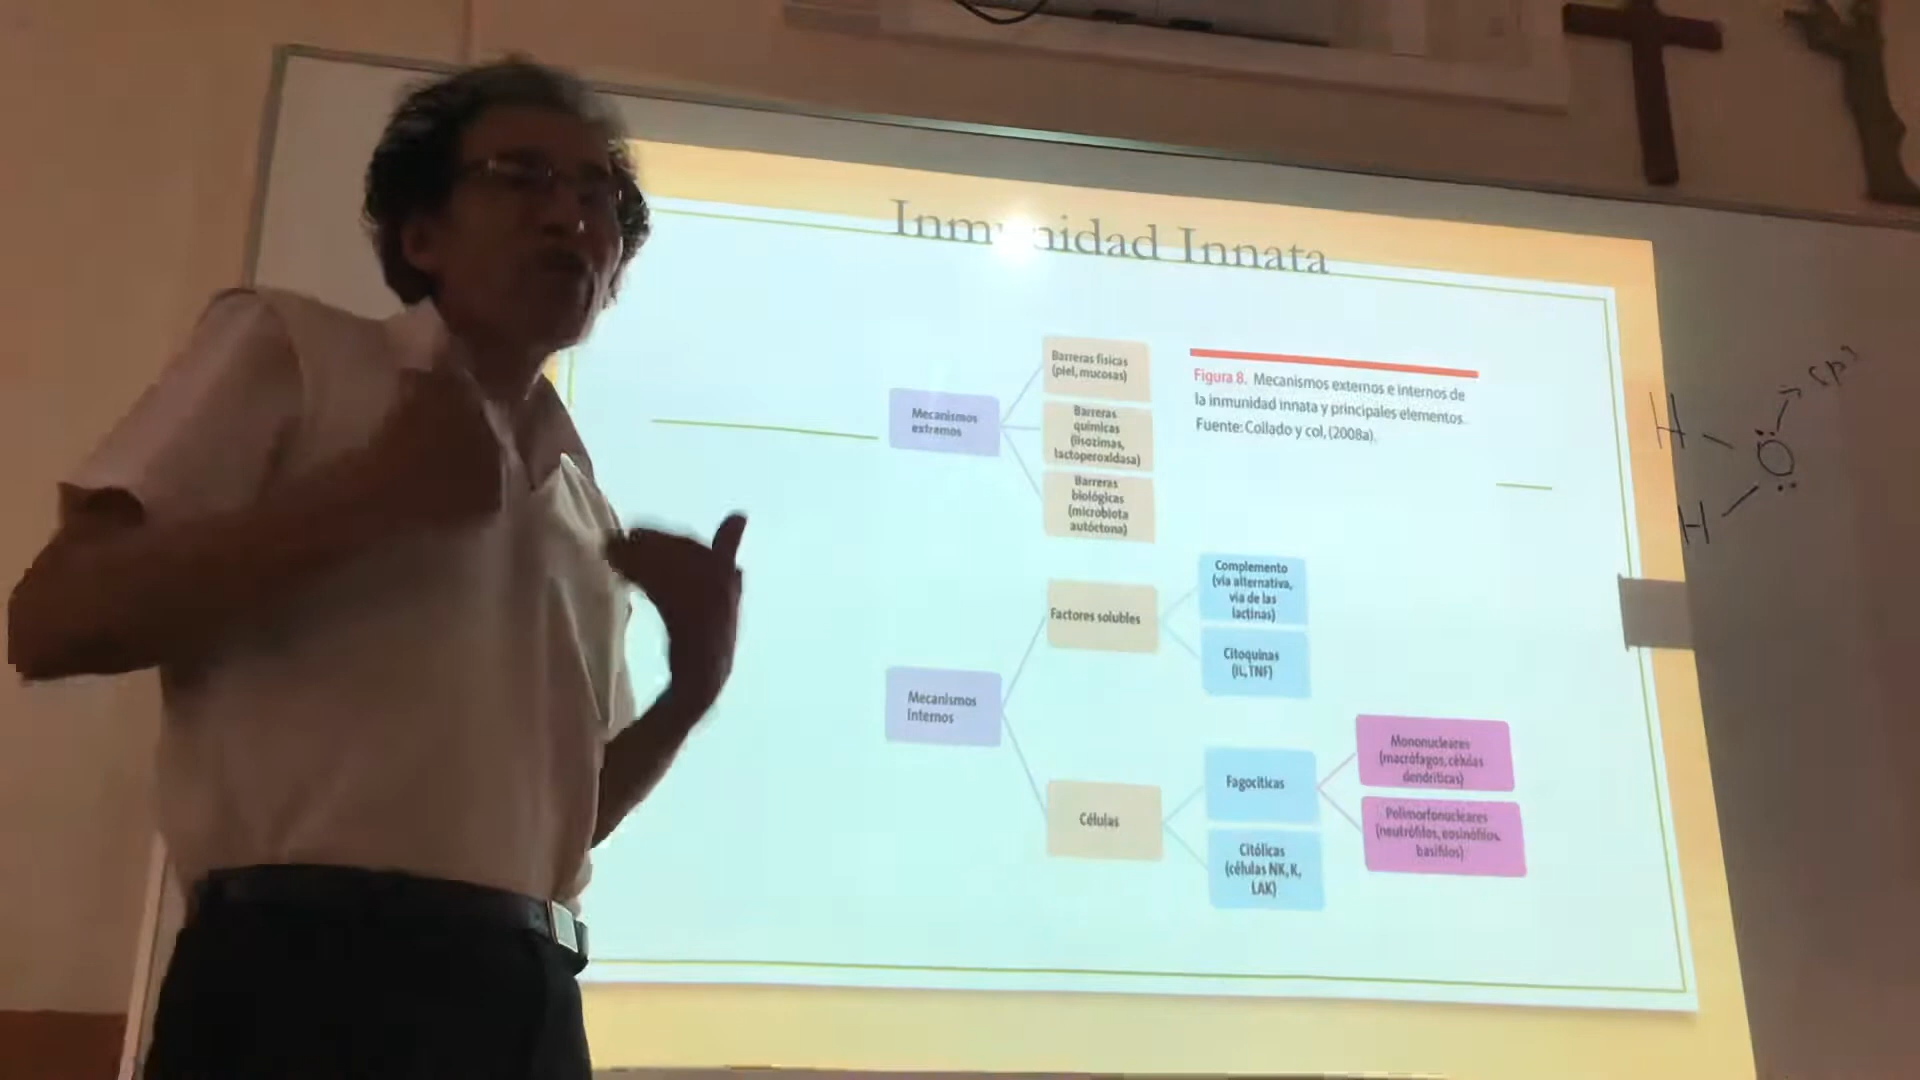 Inmunidad Innata
Barreras físicas
(piel, mucosas)
Mecanismos
externos
Barreras
químicas
(lisozimas,
lactoperoxidasa)
Barreras
biológicas
(microbiota
autóctona)
Figura 8. Mecanismos externos e internos de
la inmunidad innata y principales elementos.
Fuente: Collado y col, (2008a).
Mecanismos
internos
Factores solubles
Complemento
(vía alternativa,
vía de las
lactinas)
Citoquinas
(IL, TNF)
Células
Fagocíticas
Mononucleares
(macrófagos, células
dendríticas)
Polimorfonucleares
(neutrófilos, eosinófilos,
basófilos)
Citólicas
(células NK, K,
LAK)
H
O
H